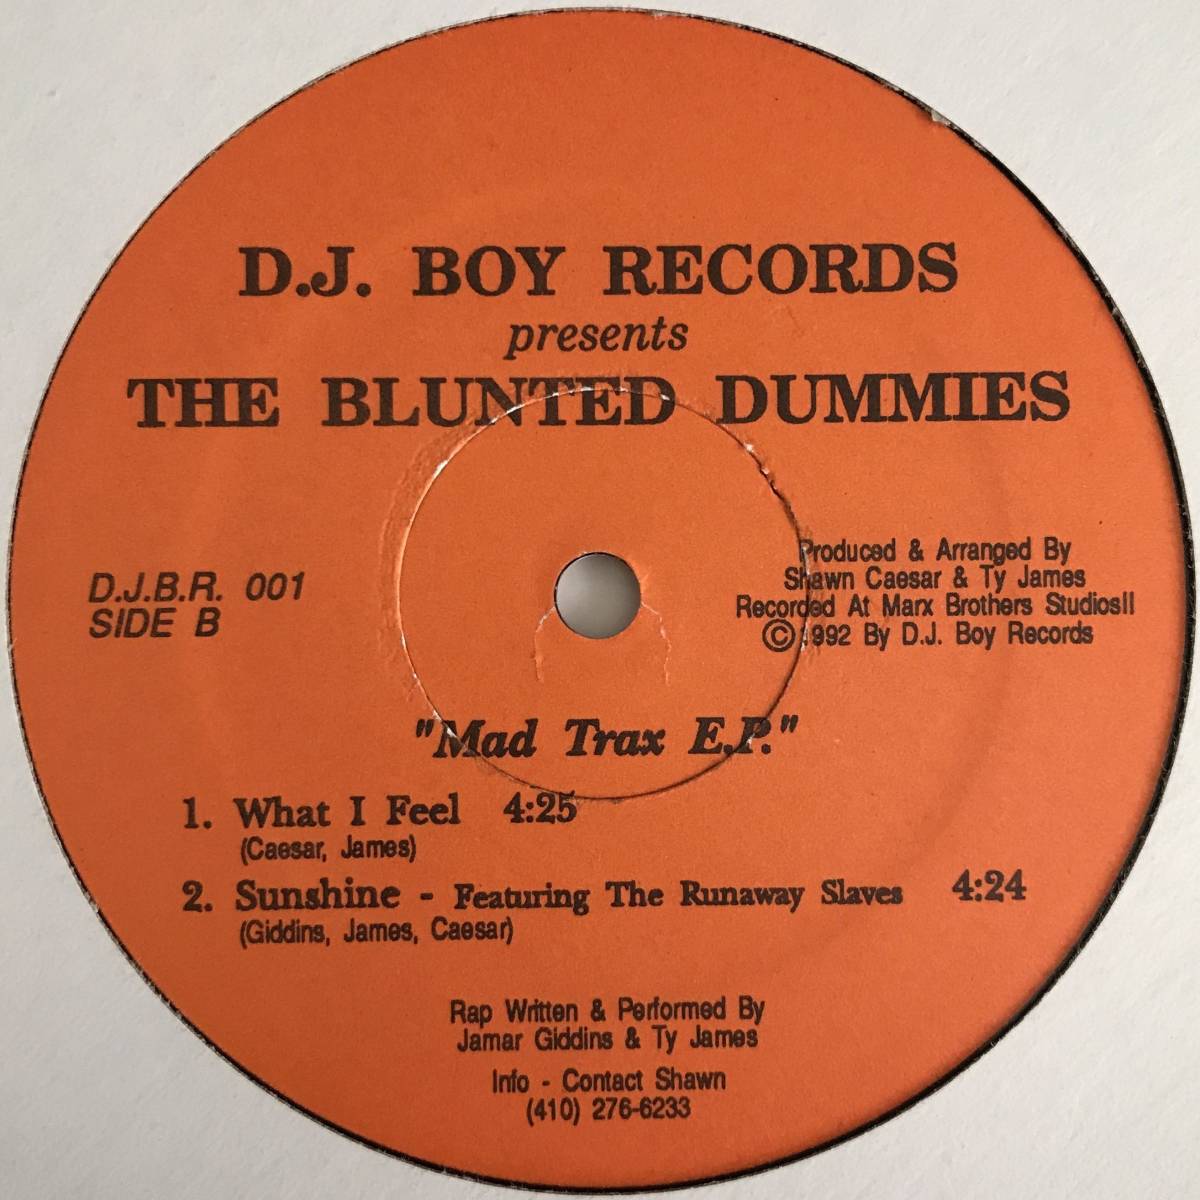 D.J. BOY RECORDS
presents
THE BLUNTED DUMMIES
D.J.B.R. 001
SIDE B
Produced & Arranged By
Shawn Caesar & Ty James
Recorded At Marx Brothers StudiosII
©1992 By D.J. Boy Records
"Mad Trax E.P."
1. What I Feel 4:25
(Caesar, James)
2. Sunshine - Featuring The Runaway Slaves 4:24
(Giddins, James, Caesar)
Rap Written & Performed By
Jamar Giddins & Ty James
Info - Contact Shawn
(410) 276-6233